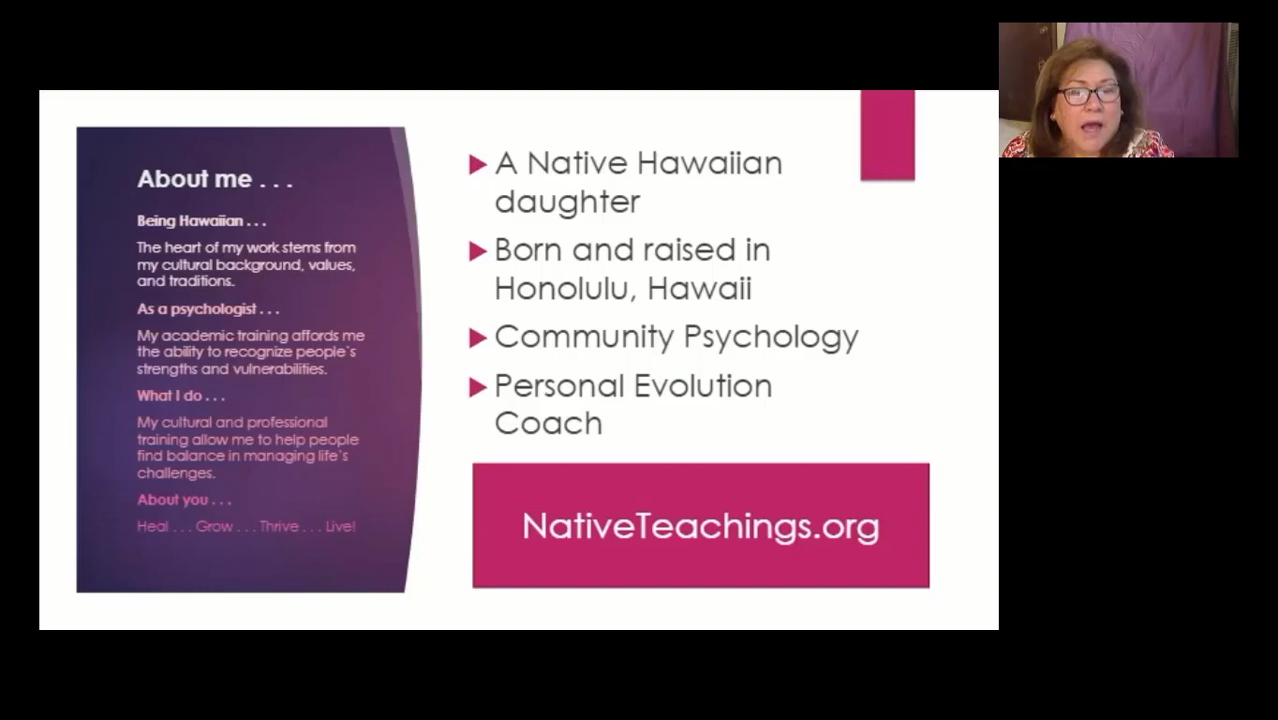 About me . . .
Being Hawaiian . . .
The heart of my work stems from
my cultural background, values,
and traditions.
As a psychologist . . .
My academic training affords me
the ability to recognize people's
strengths and vulnerabilities.
What I do . . .
My cultural and professional
training allow me to help people
find balance in managing life's
challenges.
About you . . .
Heal . . . Grow . . . Thrive . . . Live!
A Native Hawaiian
daughter
Born and raised in
Honolulu, Hawaii
Community Psychology
Personal Evolution
Coach
NativeTeachings.org